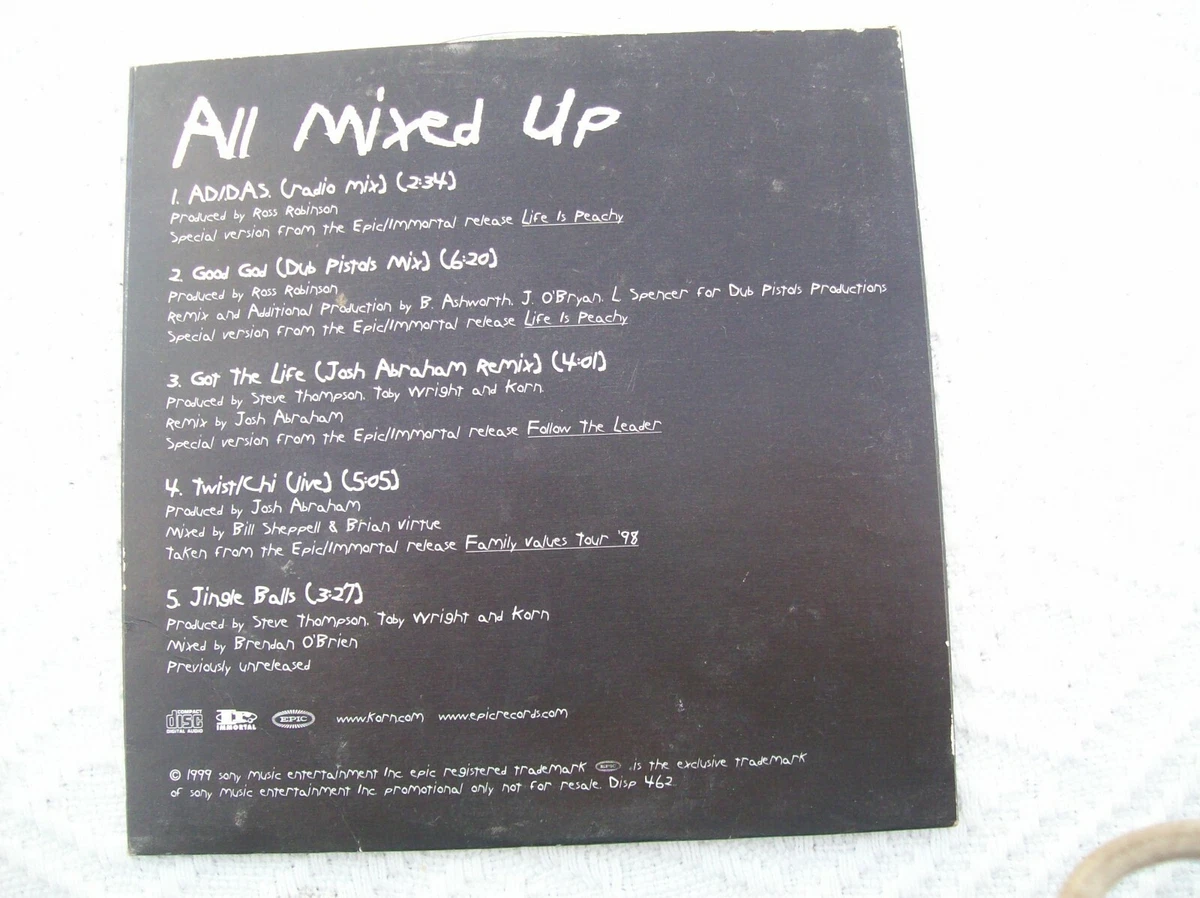 All Mixed Up
1. A.D.I.D.A.S. (radio mix) (2:34)
Produced by Ross Robinson
Special version from the Epic/Immortal release Life Is Peachy
2. Good God (Dub Pistols Mix) (6:20)
Produced by Ross Robinson
Remix and Additional Production by B. Ashworth, J. O'Bryan, L Spencer for Dub Pistols Productions
Special version from the Epic/Immortal release Life Is Peachy
3. Got The Life (Josh Abraham Remix) (4:01)
Produced by Steve Thompson, Toby Wright and Korn.
Remix by Josh Abraham
Special version from the Epic/Immortal release Follow The Leader
4. Twist/Chi (live) (5:05)
Produced by Josh Abraham
Mixed by Bill Sheppell & Brian Virtue
Taken from the Epic/Immortal release Family Values Tour '98
5. Jingle Balls (3:27)
Produced by Steve Thompson, Toby Wright and Korn
Mixed by Brendan O'Brien
Previously unreleased
COMPACT disc DIGITAL AUDIO IMMORTAL EPIC www.korn.com www.epicrecords.com
© 1999 sony music entertainment Inc epic registered trademark EPIC is the exclusive trademark
of sony music entertainment Inc promotional only not for resale. Disp 462